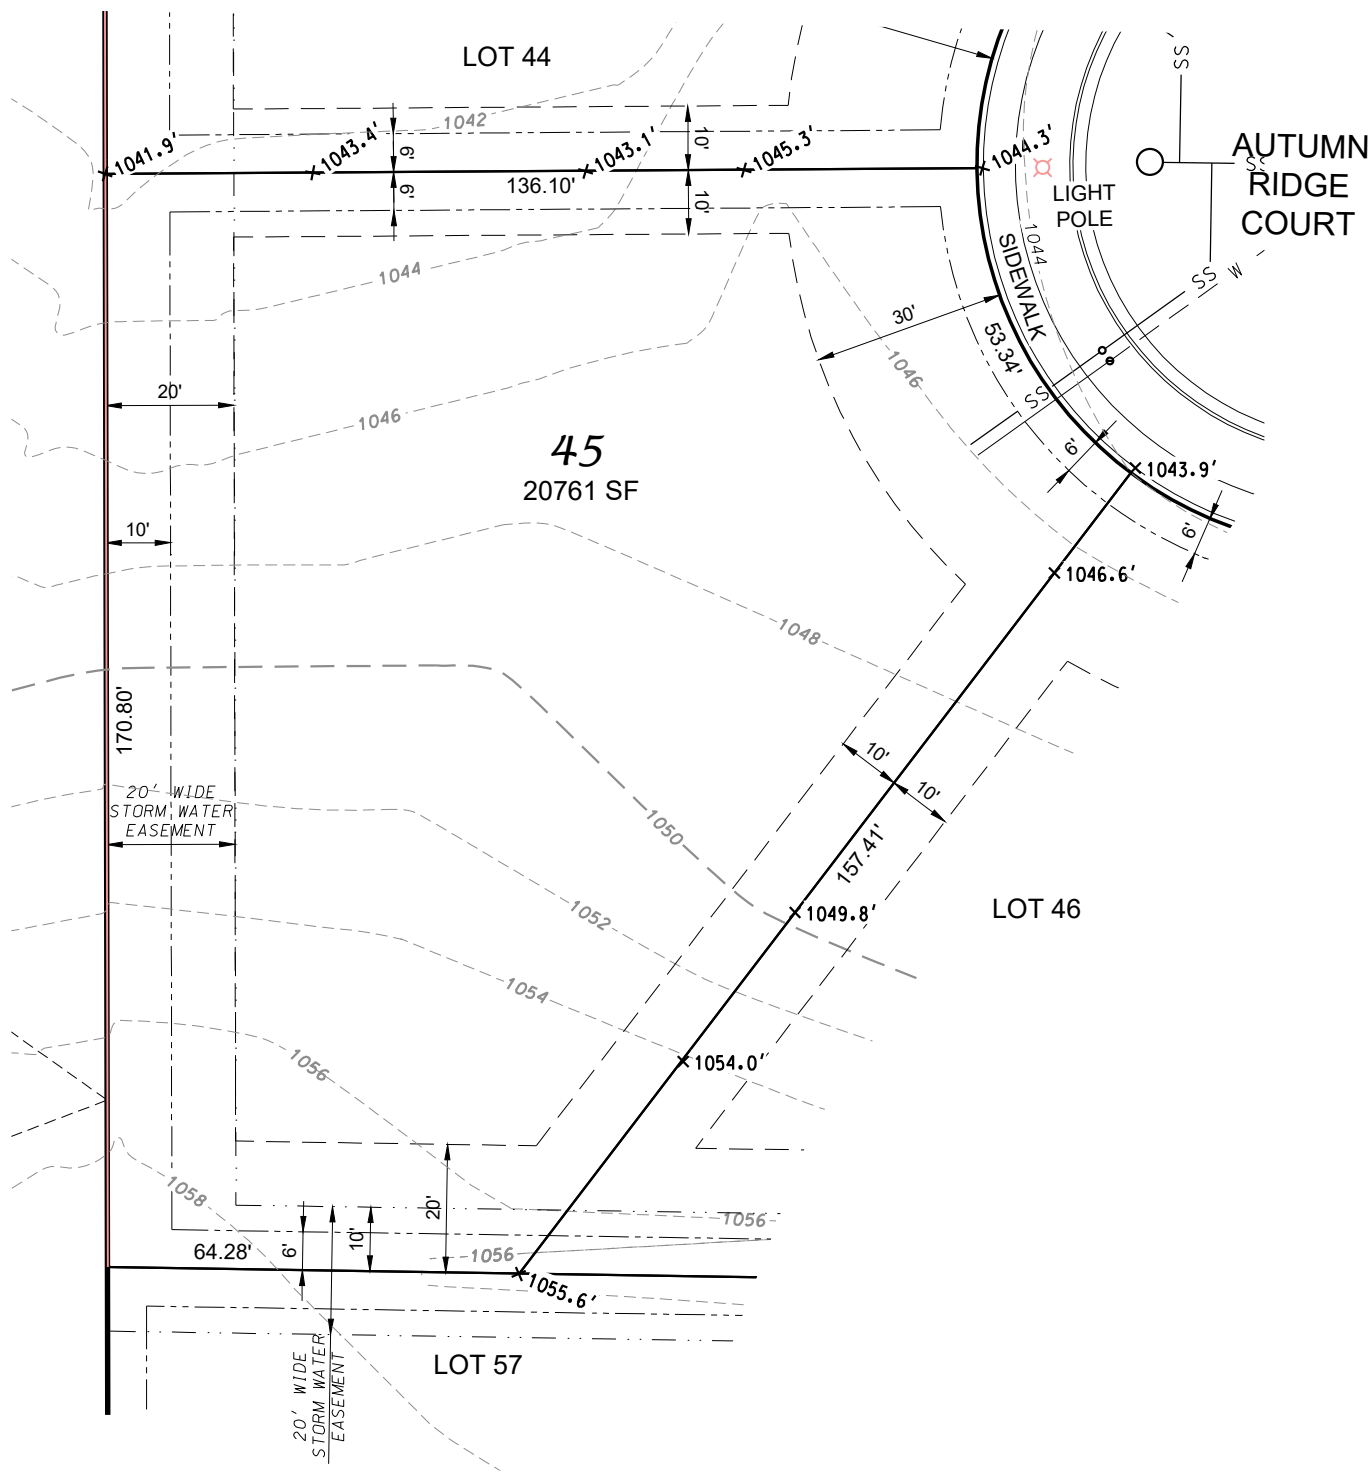 LOT 44
1042
1041.9'
1043.4'
6'
6'
1043.1'
136.10'
10'
10'
1045.3'
1044.3'
LIGHT
POLE
SS
SS
AUTUMN
RIDGE
COURT
SIDEWALK
1044
SS
W
1044
30'
53.34'
1046
20'
1046
SS
45
20761 SF
6'
1043.9'
6'
10'
1046.6'
1048
170.80'
10'
10'
20' WIDE
STORM WATER
EASEMENT
1050
157.41'
1052
1049.8'
LOT 46
1054
1056
1054.0'
1058
20'
64.28'
6'
10'
1056
1056
1055.6'
20' WIDE
STORM WATER
EASEMENT
LOT 57